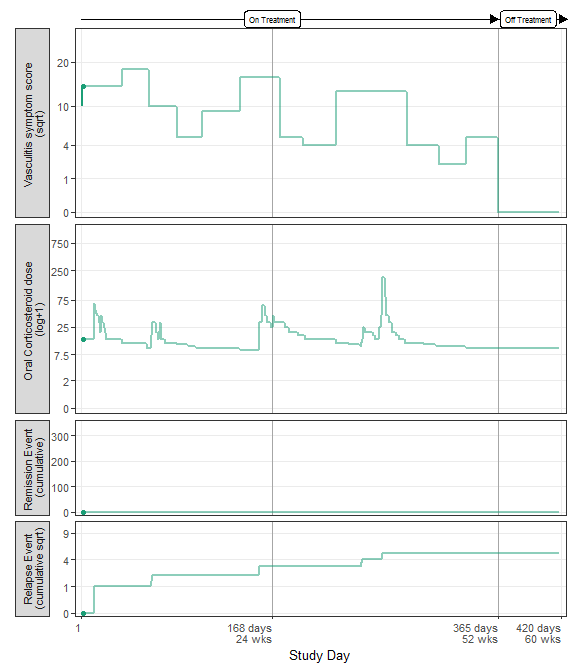 On Treatment
Off Treatment
Vasculitis symptom score
(sqrt)
20
10
4
1
0
Oral Corticosteroid dose
(log+1)
750
250
75
25
7.5
2
0
Remission Event
(cumulative)
300
200
100
0
Relapse Event
(cumulative sqrt)
9
4
1
0
1
168 days
24 wks
365 days
52 wks
420 days
60 wks
Study Day